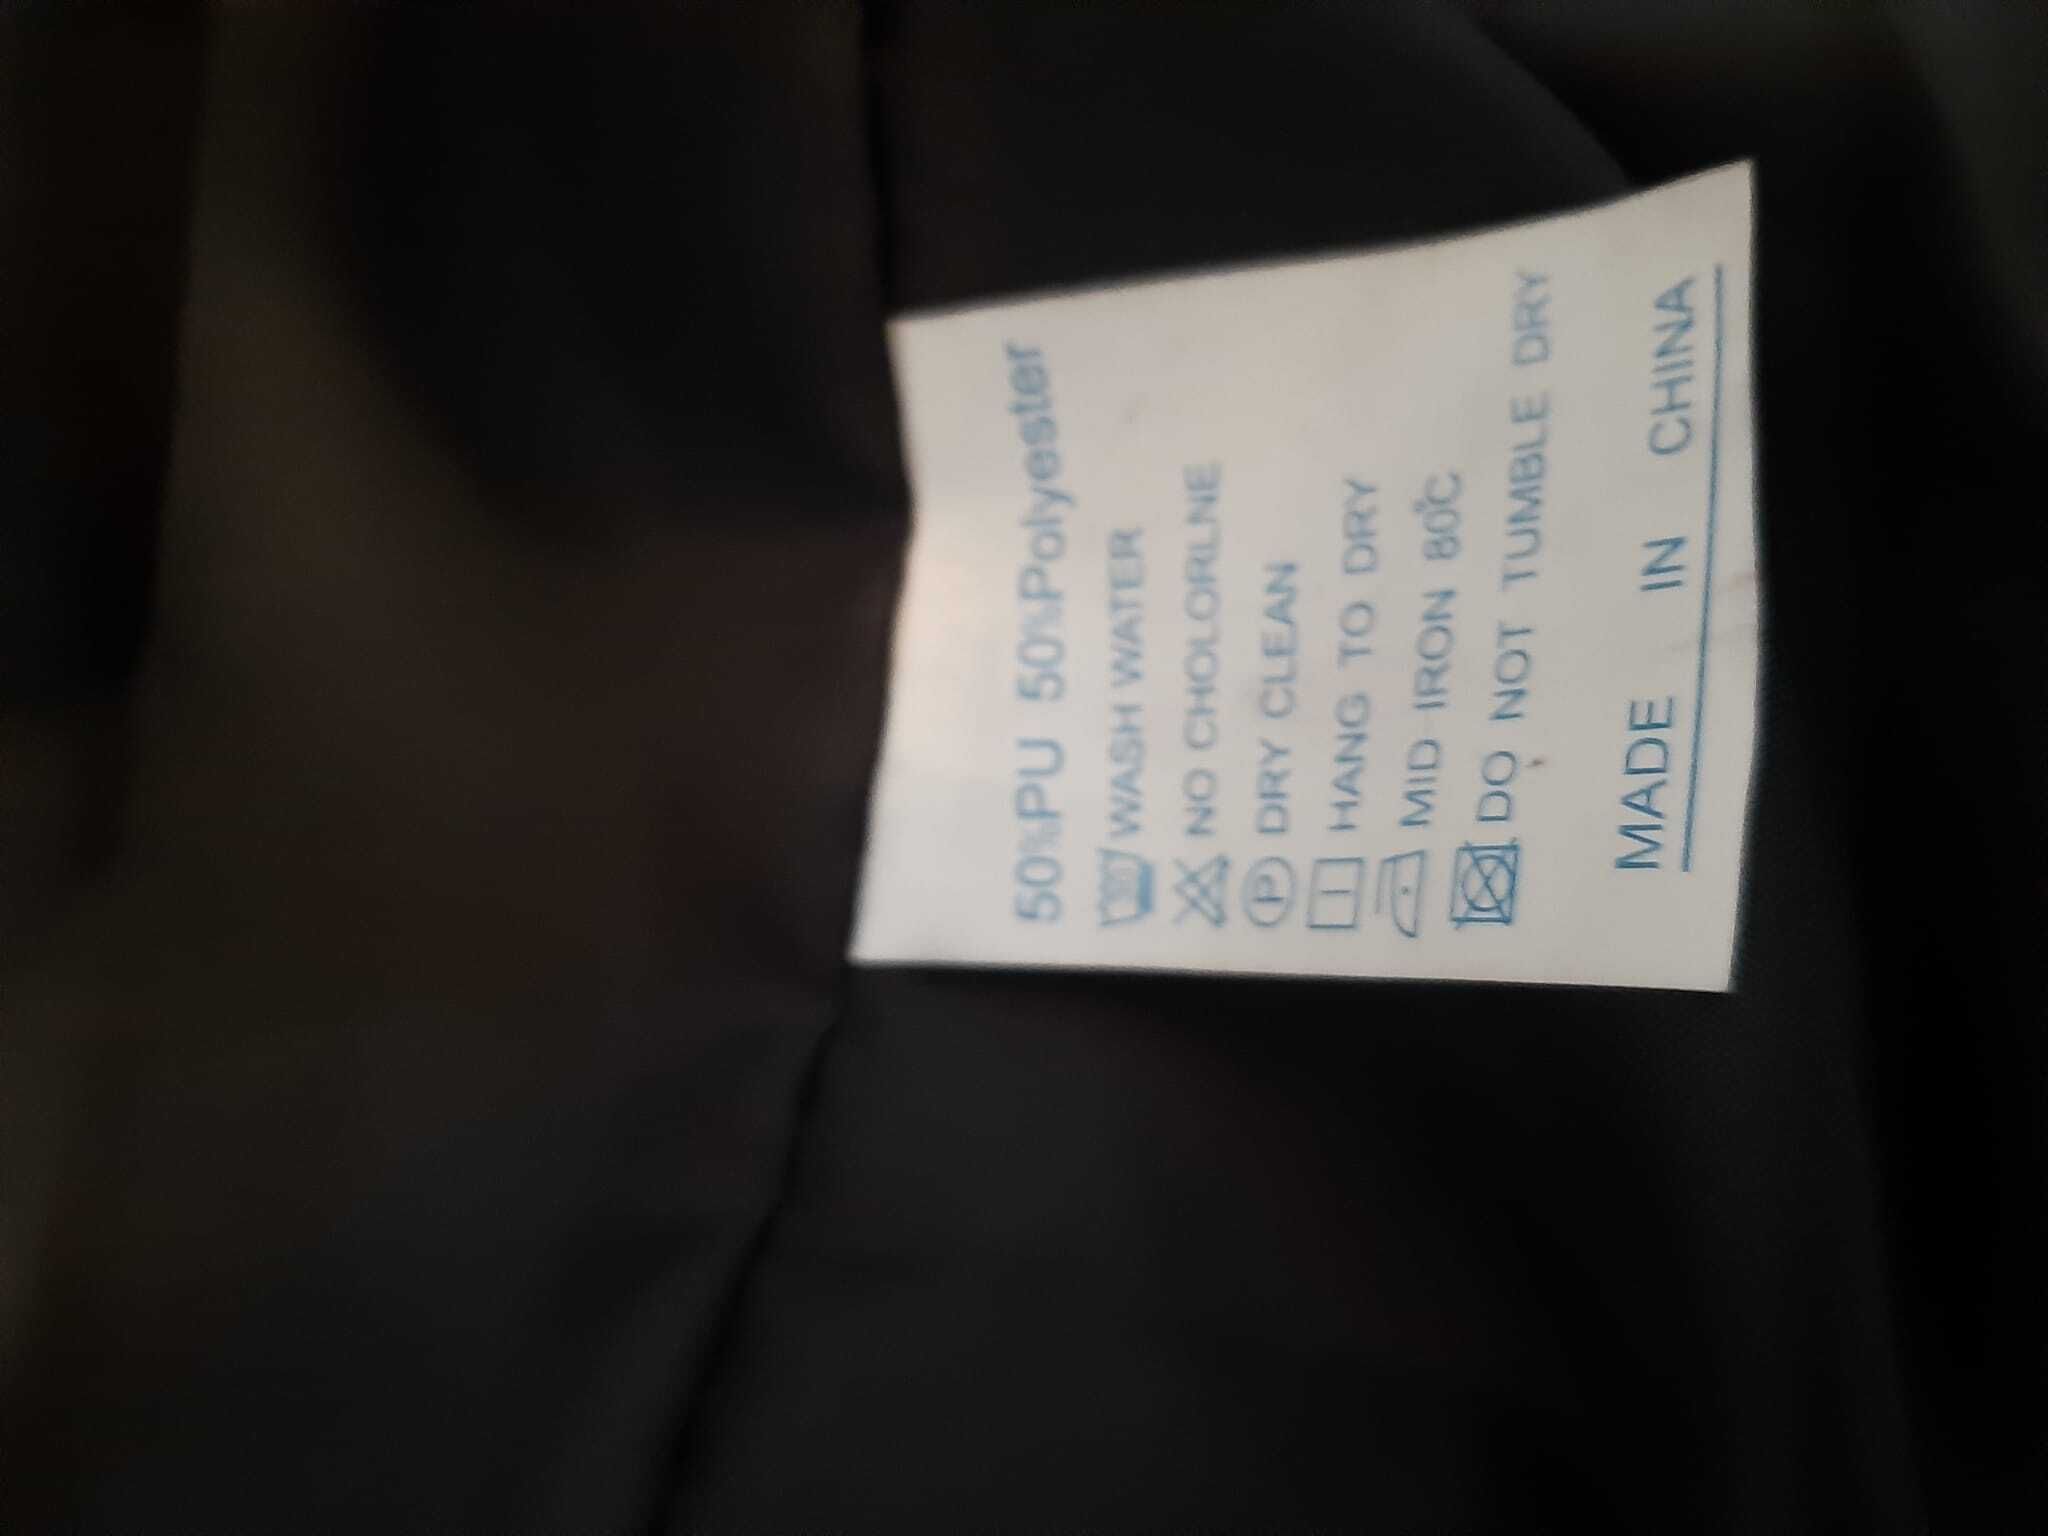 50%PU 50%Polyester
WASH WATER
NO CHOLORLNE
P DRY CLEAN
HANG TO DRY
MID IRON 80°C
DO NOT TUMBLE DRY
MADE IN CHINA